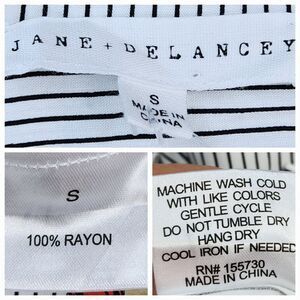 JANE + DELANCEY
S
MADE IN
CHINA
S
100% RAYON
MACHINE WASH COLD
WITH LIKE COLORS
GENTLE CYCLE
DO NOT TUMBLE DRY
HANG DRY
COOL IRON IF NEEDED
RN# 155730
MADE IN CHINA